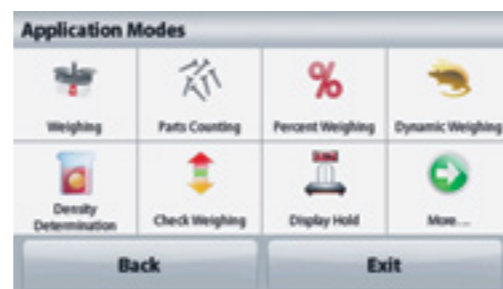 Application Modes
Weighing
Parts Counting
Percent Weighing
Dynamic Weighing
Density
Determination
Check Weighing
Display Hold
More...
Back
Exit